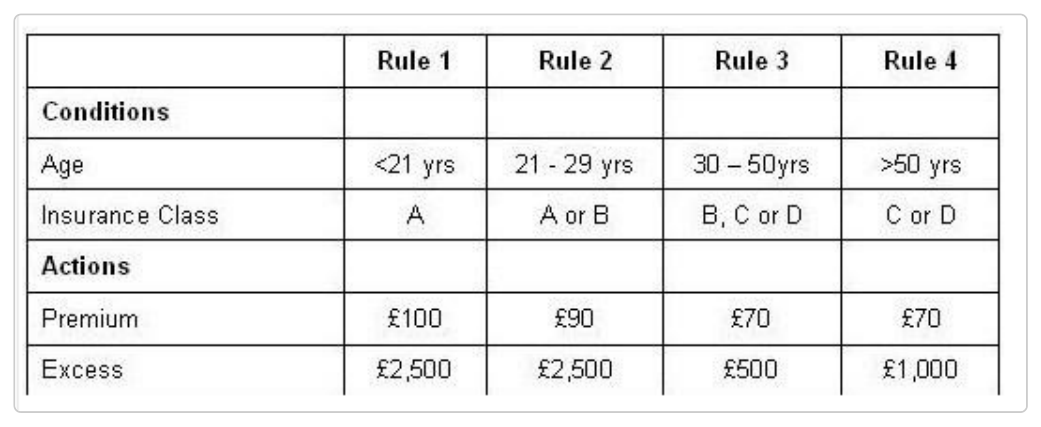 Rule 1 Rule 2 Rule 3 Rule 4
Conditions
Age <21 yrs 21 - 29 yrs 30 – 50yrs >50 yrs
Insurance Class A A or B B, C or D C or D
Actions
Premium £100 £90 £70 £70
Excess £2,500 £2,500 £500 £1,000